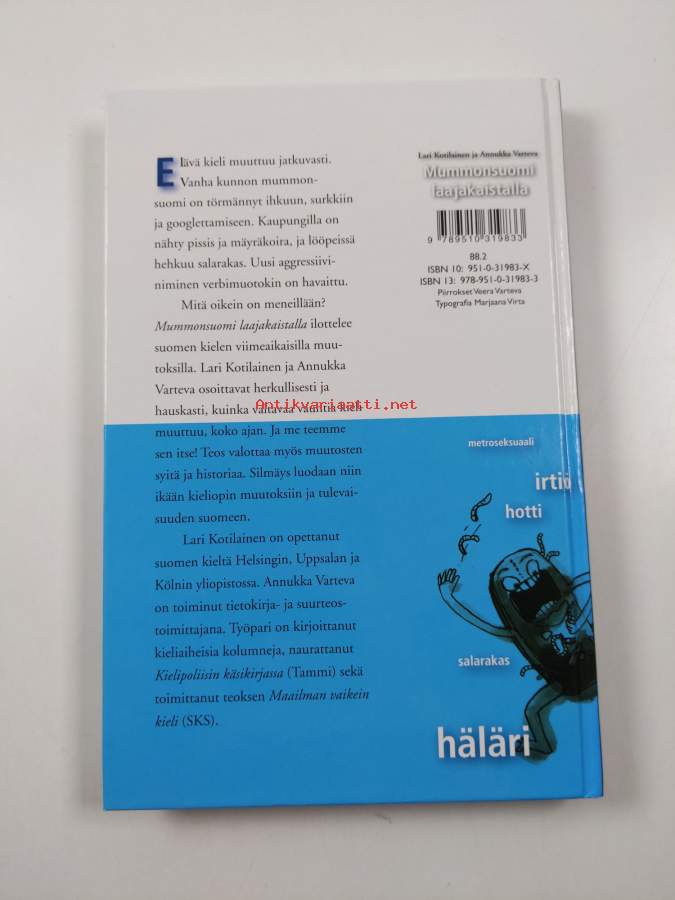 Elävä kieli muuttuu jatkuvasti.
Vanha kunnon mummon-
suomi on törmännyt ihkuun, surkkiin
ja googlettamiseen. Kaupungilla on
nähty pissis ja mäyräkoira, ja lööpeissä
hehkuu salarakas. Uusi aggressiivi-
niminen verbimuotokin on havaittu.
Mitä oikein on meneillään?
Mummonsuomi laajakaistalla ilottelee
suomen kielen viimeaikaisilla muu-
toksilla. Lari Kotilainen ja Annukka
Varteva osoittavat herkullisesti ja
hauskasti, kuinka valtavaa vauhtia kieli
muuttuu, koko ajan. Ja me teemme
sen itse! Teos valottaa myös muutosten
syitä ja historiaa. Silmäys luodaan niin
ikään kieliopin muutoksiin ja tulevai-
suuden suomeen.
Lari Kotilainen on opettanut
suomen kieltä Helsingin, Uppsalan ja
Kölnin yliopistossa. Annukka Varteva
on toiminut tietokirja- ja suurteos-
toimittajana. Työpari on kirjoittanut
kieliaiheisia kolumneja, naurattanut
Kielipoliisin käsikirjassa (Tammi) sekä
toimittanut teoksen Maailman vaikein
kieli (SKS).
Lari Kotilainen ja Annukka Varteva
Mummonsuomi
laajakaistalla
9 789510 319833
88.2
ISBN 10: 951-0-31983-X
ISBN 13: 978-951-0-31983-3
Piirrokset Veera Varteva
Typografia Marjaana Virta
Antikvariaatti.net
metroseksuaali
irtiö
hotti
salarakas
häläri